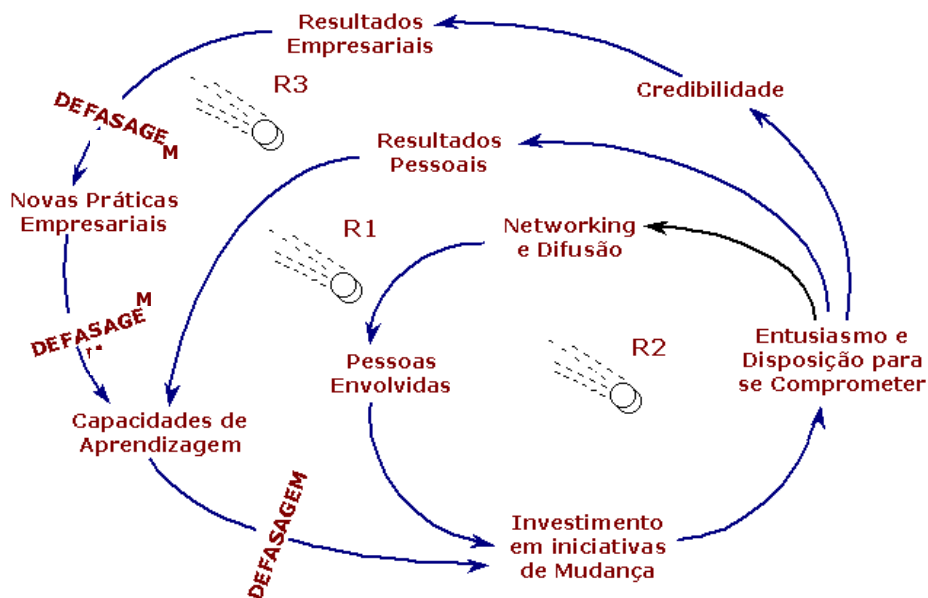 Resultados
Empresariais
R3
Credibilidade
DEFASAGEM
Resultados
Pessoais
Novas Práticas
Empresariais
Networking
e Difusão
R1
DEFASAGEM
Pessoas
Envolvidas
R2
Entusiasmo e
Disposição para
se Comprometer
Capacidades de
Aprendizagem
DEFASAGEM
Investimento
em iniciativas
de Mudança